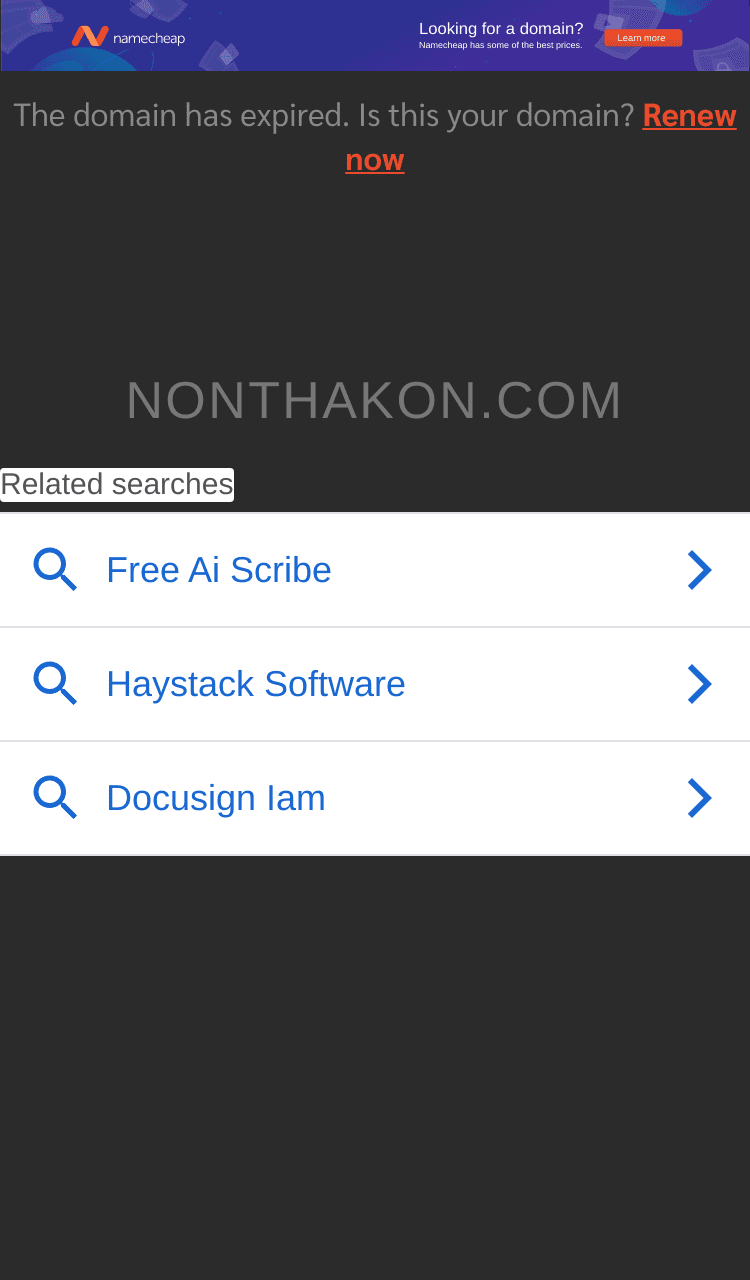 namecheap
Looking for a domain?
Namecheap has some of the best prices.
Learn more
The domain has expired. Is this your domain? Renew
now
NONTHAKON.COM
Related searches
Free Ai Scribe
Haystack Software
Docusign Iam